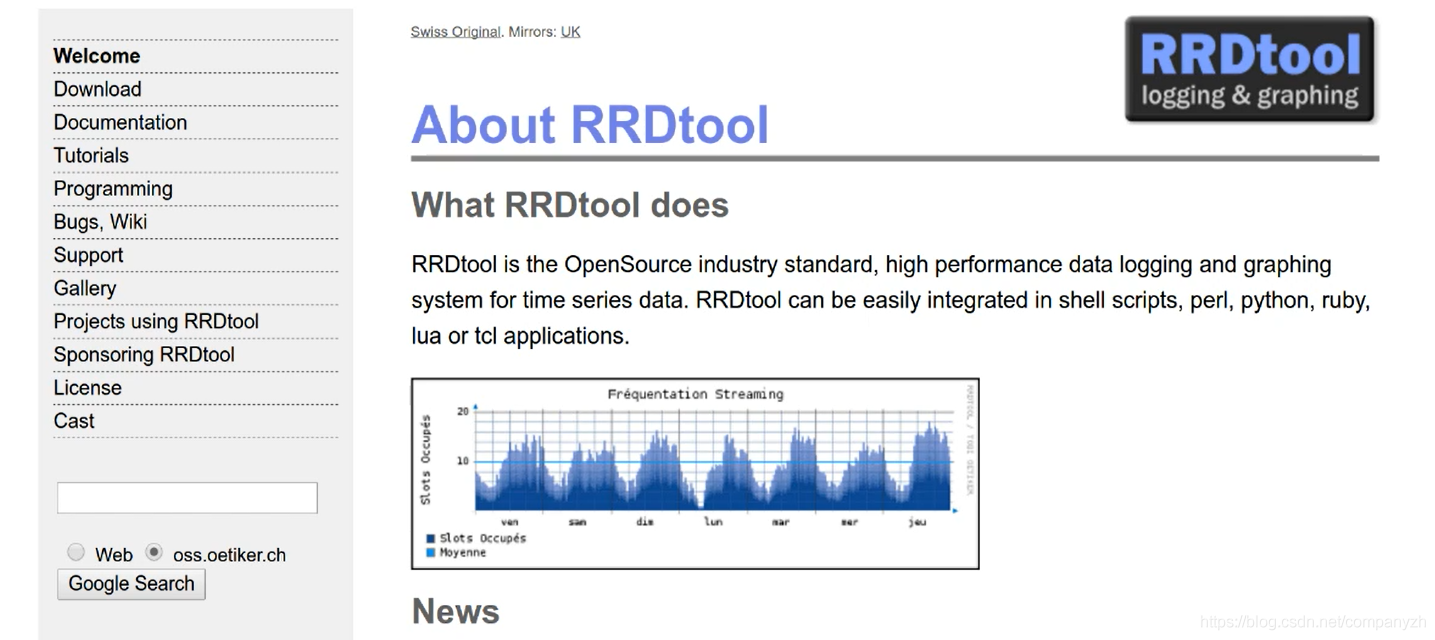 Welcome
Download
Documentation
Tutorials
Programming
Bugs, Wiki
Support
Gallery
Projects using RRDtool
Sponsoring RRDtool
License
Cast
Web oss.oetiker.ch
Google Search
Swiss Original. Mirrors: UK
RRDtool
logging & graphing
About RRDtool
What RRDtool does
RRDtool is the OpenSource industry standard, high performance data logging and graphing
system for time series data. RRDtool can be easily integrated in shell scripts, perl, python, ruby,
lua or tcl applications.
Fréquentation Streaming
RRDTOOL / TOBI OETIKER
Slots Occupés
20
10
ven sam dim lun mar mer jeu
Slots Occupés
Moyenne
News
https://blog.csdn.net/companyzh